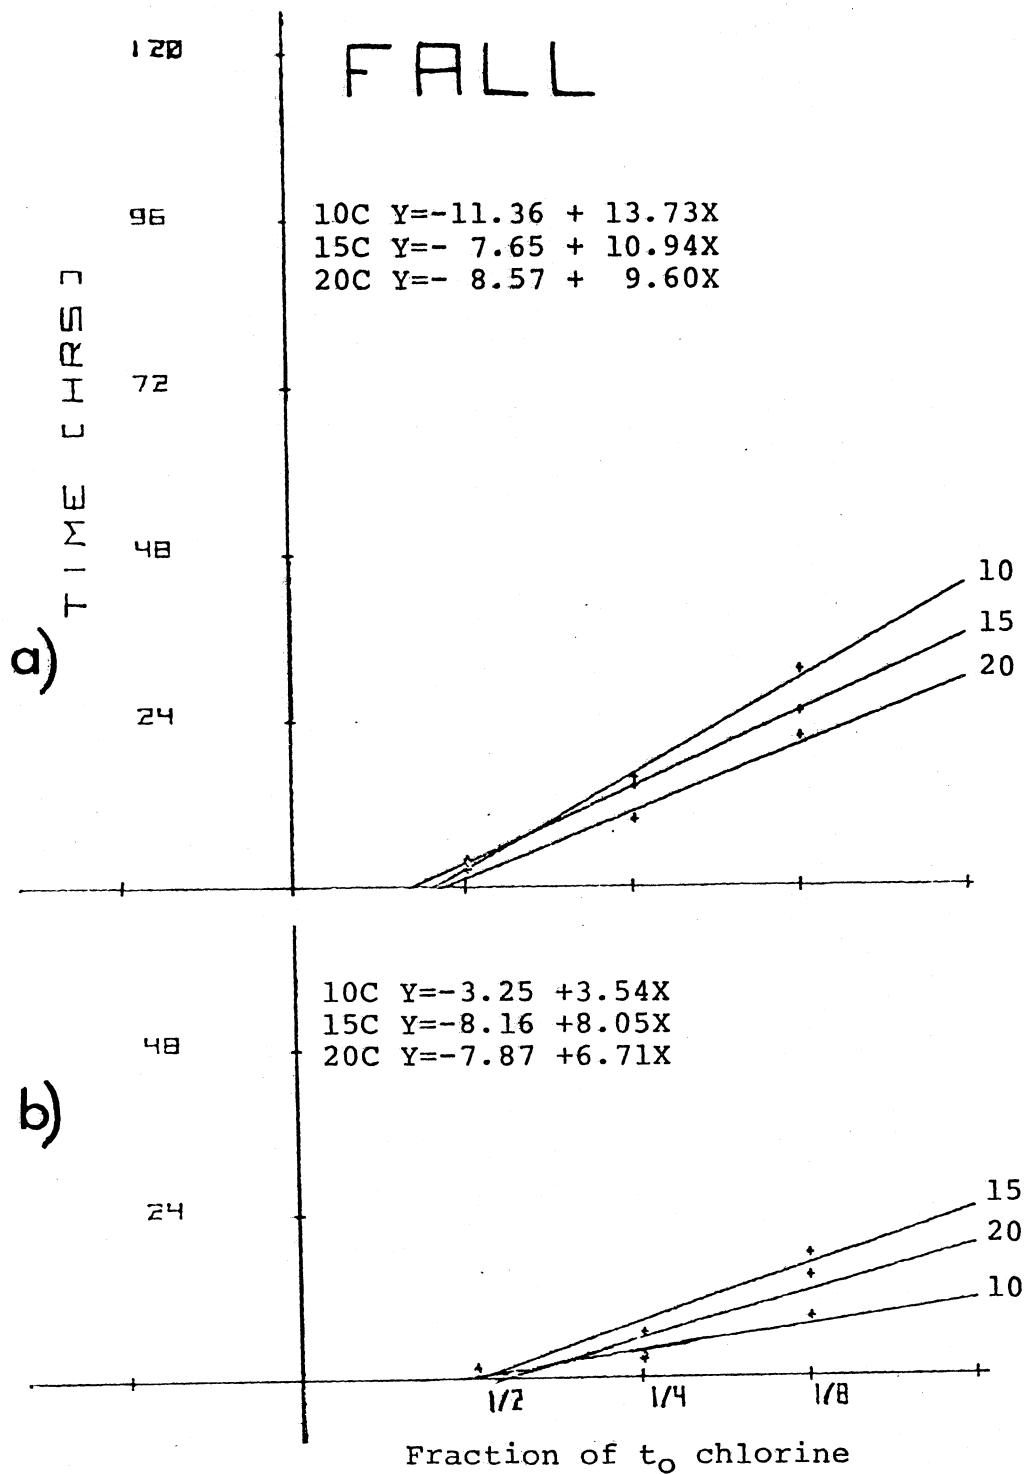 FALL
120
96
72
48
24
TIME [HRS]
10C Y=-11.36 + 13.73X
15C Y=- 7.65 + 10.94X
20C Y=- 8.57 + 9.60X
10
15
20
a)
10C Y=-3.25 +3.54X
15C Y=-8.16 +8.05X
20C Y=-7.87 +6.71X
48
24
b)
15
20
10
1/2 1/4 1/8
Fraction of to chlorine